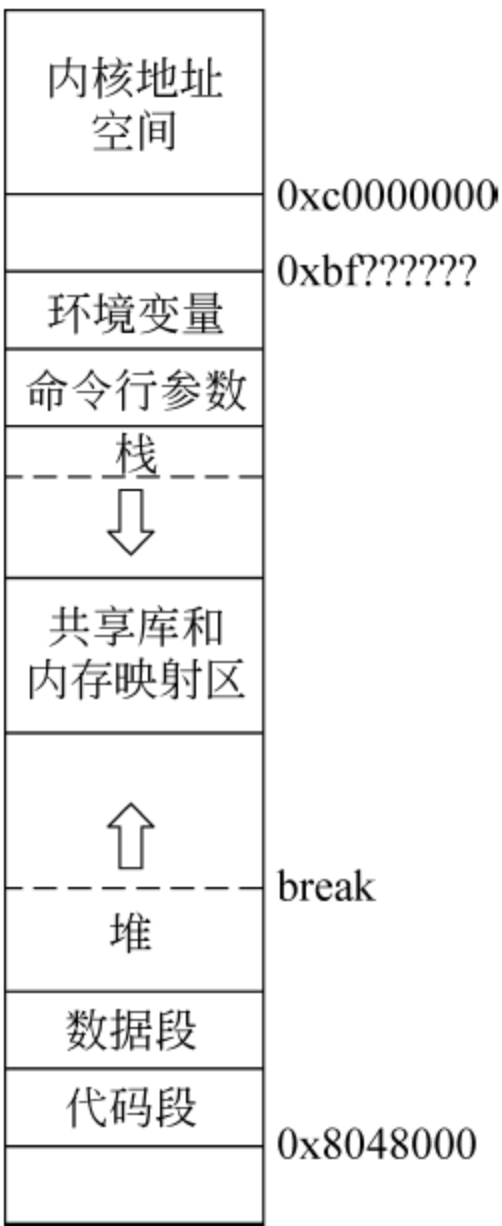 内核地址
空间
0xc0000000
0xbf??????
环境变量
命令行参数
栈
共享库和
内存映射区
break
堆
数据段
代码段
0x8048000